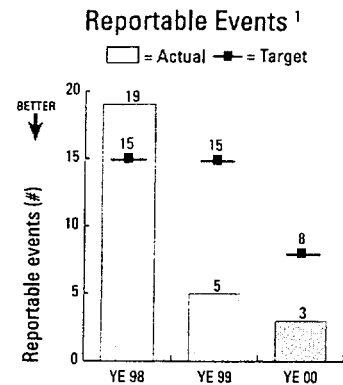 Reportable Events 1
= Actual = Target
BETTER
Reportable events (#)
20
15
10
5
0
19
15
15
5
8
3
YE 98 YE 99 YE 00